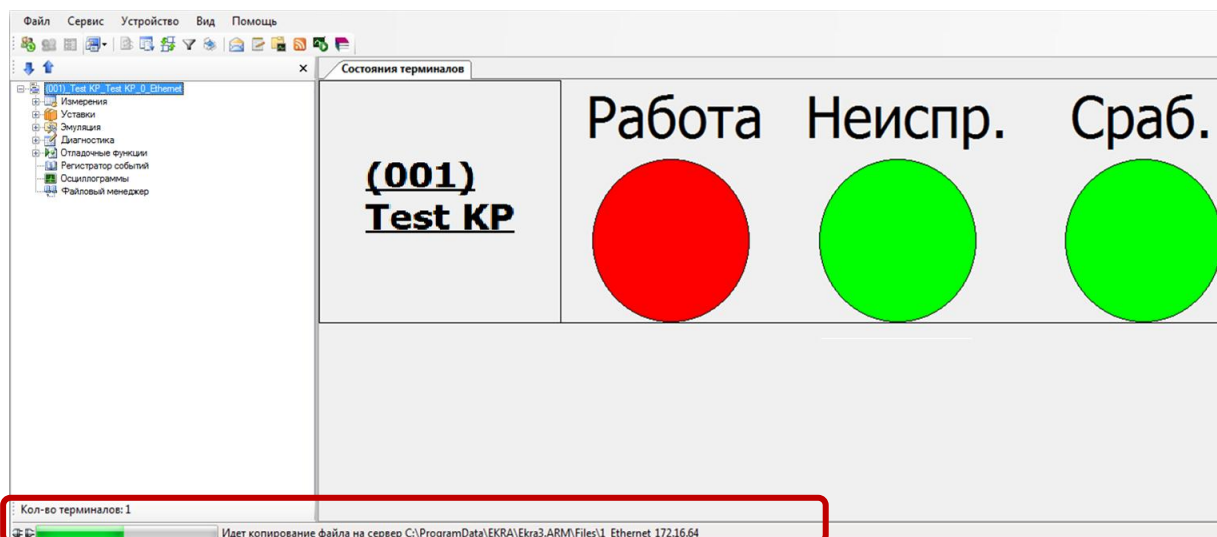 Файл Сервис Устройство Вид Помощь
Состояния терминалов
(001)_Test KP_Test KP_0_Ethernet
Измерения
Уставки
Эмуляция
Диагностика
Отладочные функции
Регистратор событий
Осциллограммы
Файловый менеджер
Работа Неиспр. Сраб.
(001)
Test KP
Кол-во терминалов: 1
Идет копирование файла на сервер C:\ProgramData\EKRA\Ekra3.ARM\Files\1_Ethernet_172.16.64